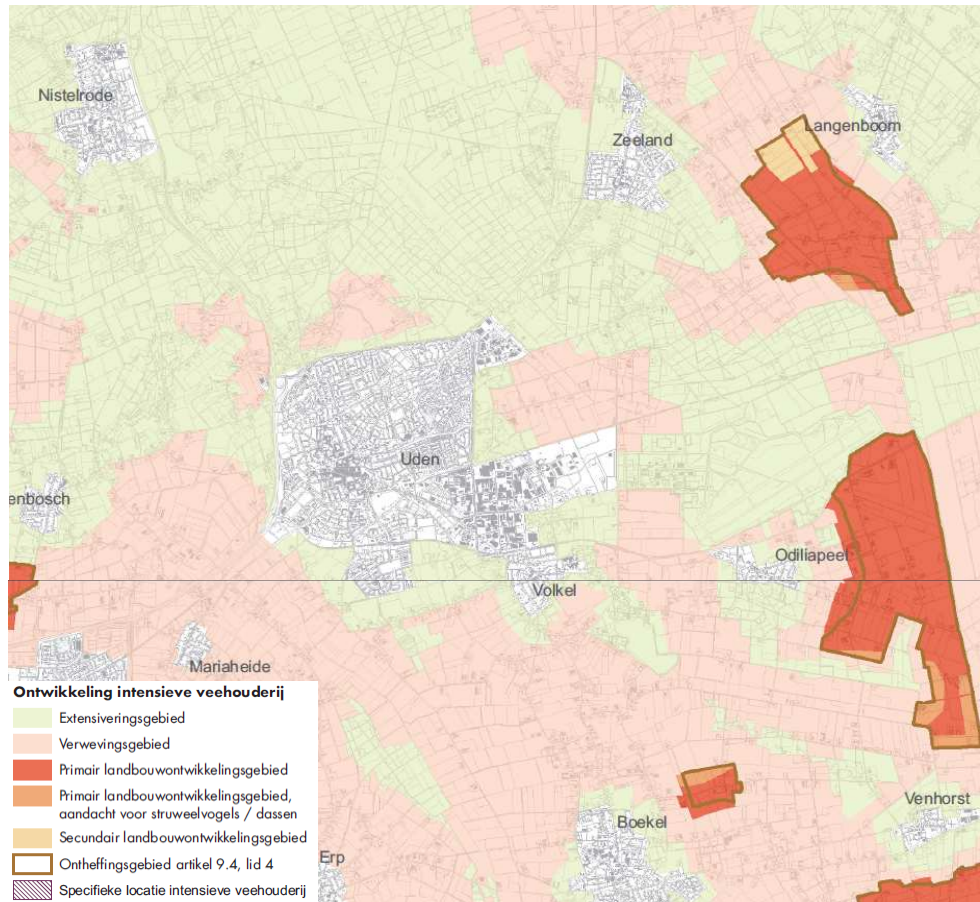 Nistelrode
Langenboom
Zeeland
Uden
enbosch
Odiliapeel
Volkel
Mariaheide
Ontwikkeling intensieve veehouderij
Extensiveringsgebied
Verwevingsgebied
Primair landbouwontwikkelingsgebied
Primair landbouwontwikkelingsgebied,
aandacht voor struweelvogels / dassen
Secundair landbouwontwikkelingsgebied
Ontheffingsgebied artikel 9.4, lid 4
Specifieke locatie intensieve veehouderij
Venhorst
Boekel
Erp